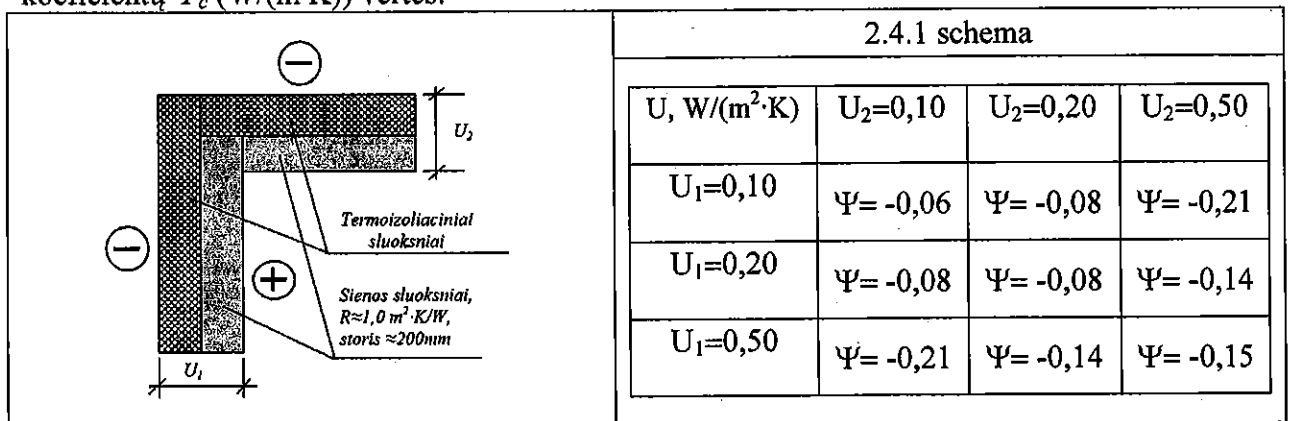 koeficientų Ψc (W/(m·K)) vertės.
2.4.1 schema
U2
Termoizoliaciniai
sluoksniai
Sienos sluoksniai,
R≈1,0 m²·K/W,
storis ≈200mm
U1
U, W/(m²·K) U2=0,10 U2=0,20 U2=0,50
U1=0,10 Ψ= -0,06 Ψ= -0,08 Ψ= -0,21
U1=0,20 Ψ= -0,08 Ψ= -0,08 Ψ= -0,14
U1=0,50 Ψ= -0,21 Ψ= -0,14 Ψ= -0,15